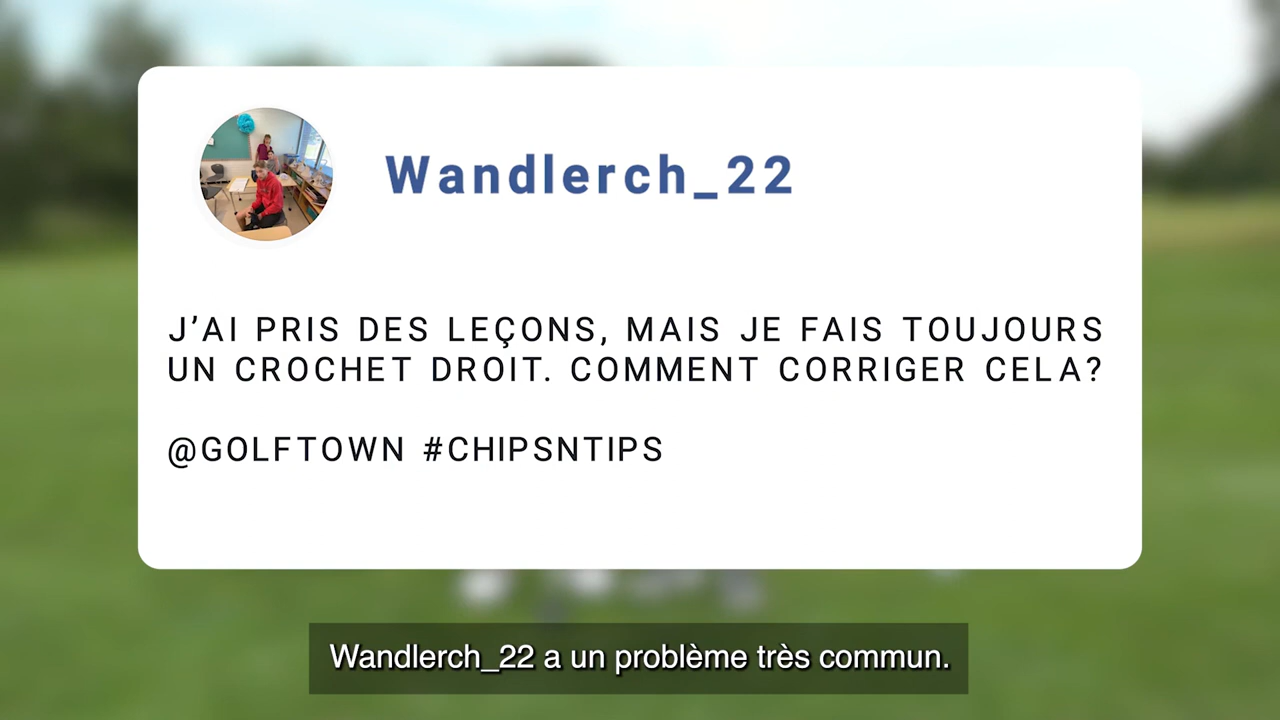 Wandlerch_22
J’AI PRIS DES LEÇONS, MAIS JE FAIS TOUJOURS
UN CROCHET DROIT. COMMENT CORRIGER CELA?
@GOLFTOWN #CHIPSNTIPS
Wandlerch_22 a un problème très commun.